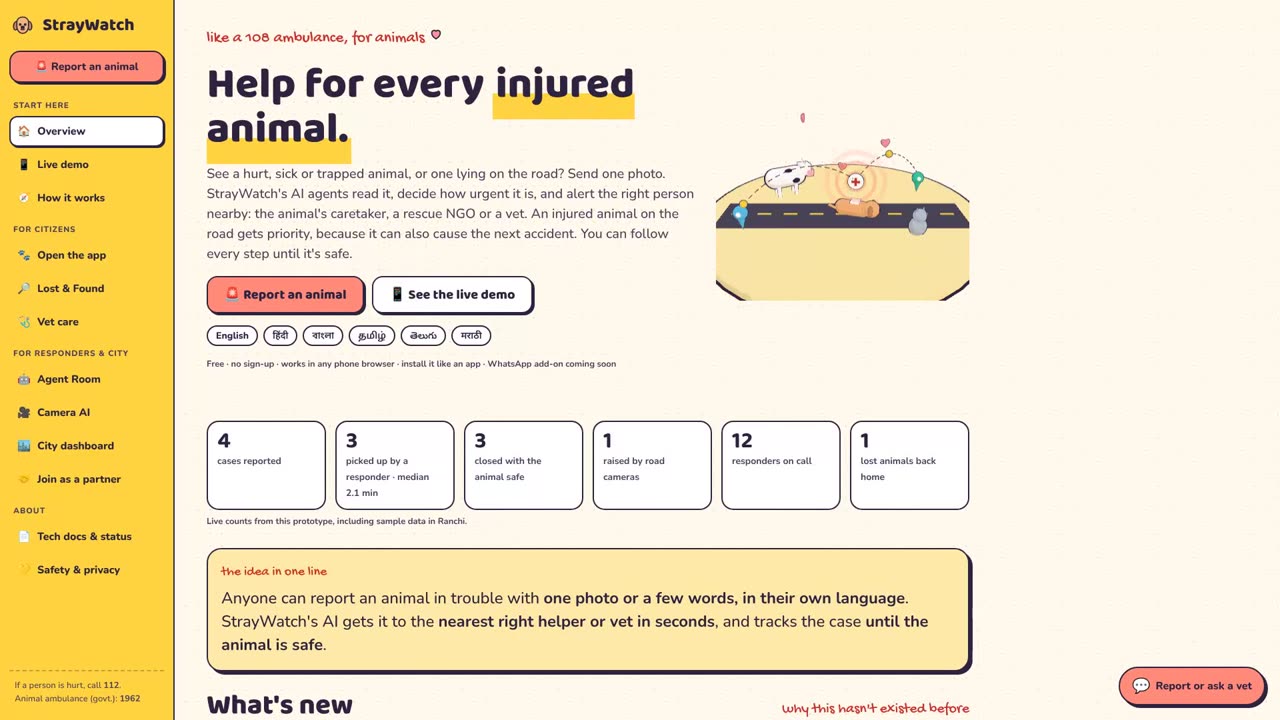 StrayWatch
🚨 Report an animal
START HERE
🏠 Overview
📱 Live demo
🧭 How it works
FOR CITIZENS
🐾 Open the app
🔎 Lost & Found
🩺 Vet care
FOR RESPONDERS & CITY
🤖 Agent Room
🎥 Camera AI
🏙️ City dashboard
🤝 Join as a partner
ABOUT
📄 Tech docs & status
💛 Safety & privacy
If a person is hurt, call 112.
Animal ambulance (govt.): 1962
like a 108 ambulance, for animals
Help for every injured
animal.
See a hurt, sick or trapped animal, or one lying on the road? Send one photo.
StrayWatch's AI agents read it, decide how urgent it is, and alert the right person
nearby: the animal's caretaker, a rescue NGO or a vet. An injured animal on the
road gets priority, because it can also cause the next accident. You can follow
every step until it's safe.
🚨 Report an animal
📱 See the live demo
English
हिंदी
বাংলা
தமிழ்
తెలుగు
मराठी
Free · no sign-up · works in any phone browser · install it like an app · WhatsApp add-on coming soon
4
cases reported
3
picked up by a
responder · median
2.1 min
3
closed with the
animal safe
1
raised by road
cameras
12
responders on call
1
lost animals back
home
Live counts from this prototype, including sample data in Ranchi.
the idea in one line
Anyone can report an animal in trouble with one photo or a few words, in their own language.
StrayWatch's AI gets it to the nearest right helper or vet in seconds, and tracks the case until the
animal is safe.
What's new
why this hasn't existed before
💬 Report or ask a vet